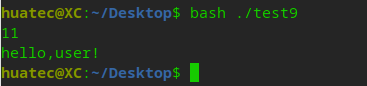 huatec@XC:~/Desktop$ bash ./test9
11
hello,user!
huatec@XC:~/Desktop$